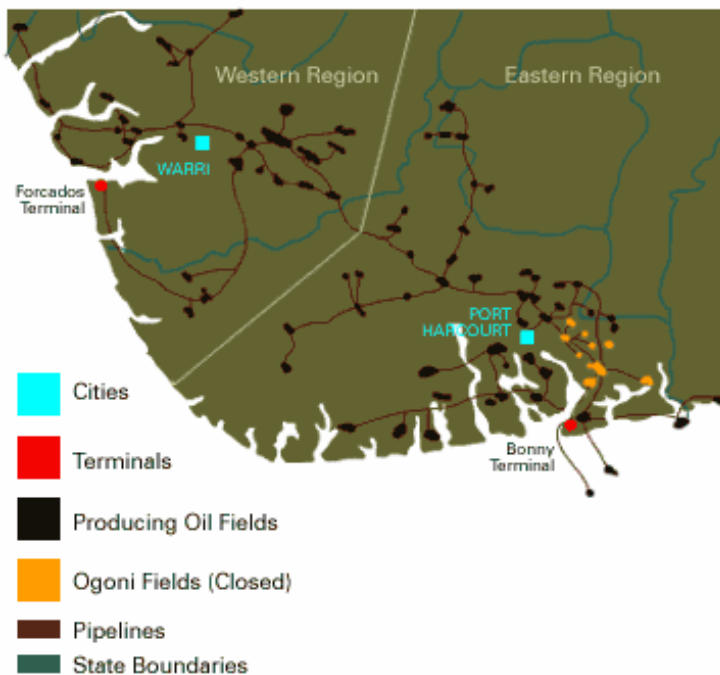 Western Region
Eastern Region
WARRI
Forcados
Terminal
PORT
HARCOURT
Bonny
Terminal
Cities
Terminals
Producing Oil Fields
Ogoni Fields (Closed)
Pipelines
State Boundaries